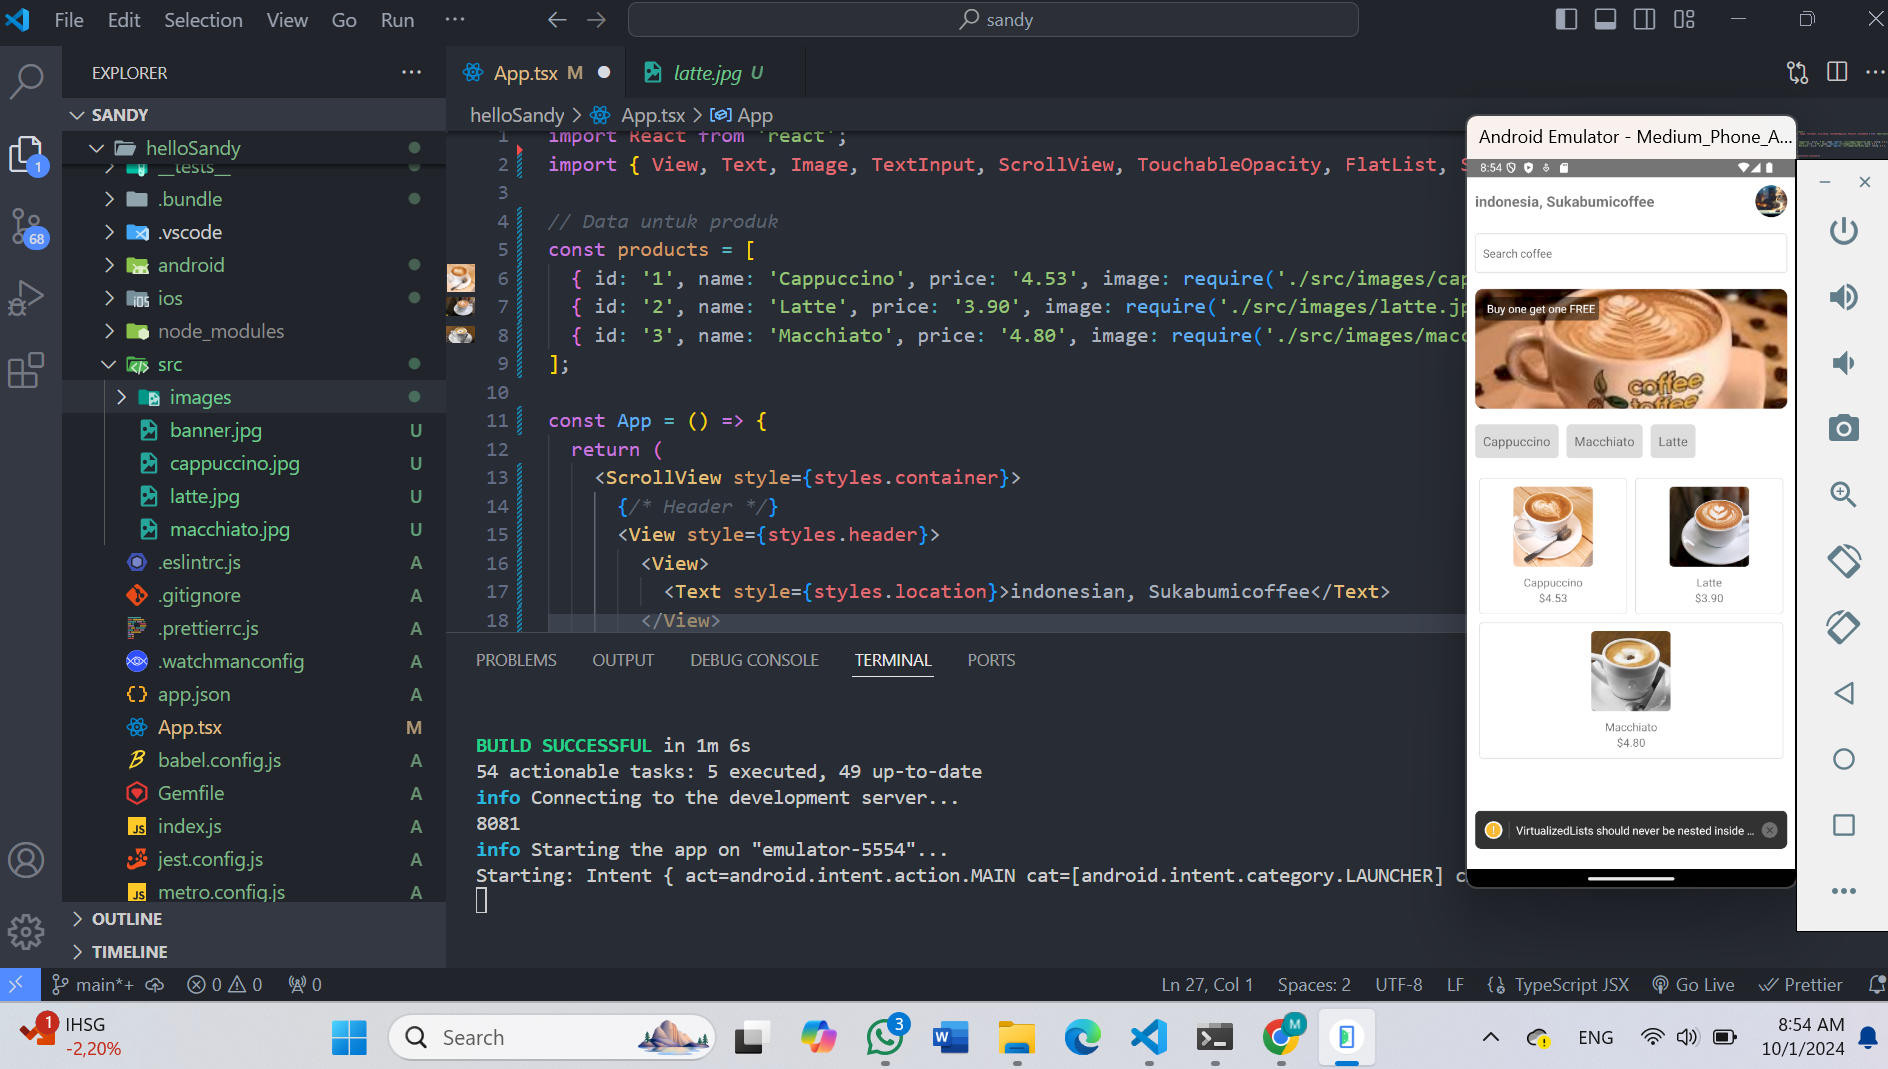 File Edit Selection View Go Run ···
sandy
EXPLORER
SANDY
helloSandy
__tests__
.bundle
.vscode
android
ios
node_modules
src
images
banner.jpg U
cappuccino.jpg U
latte.jpg U
macchiato.jpg U
.eslintrc.js A
.gitignore A
.prettierrc.js A
.watchmanconfig A
app.json A
App.tsx M
babel.config.js A
Gemfile A
index.js A
jest.config.js A
metro.config.js A
OUTLINE
TIMELINE
1
68
App.tsx M
latte.jpg U
helloSandy > App.tsx > App
1 import React from 'react';
2 import { View, Text, Image, TextInput, ScrollView, TouchableOpacity, FlatList,
3
4 // Data untuk produk
5 const products = [
6 { id: '1', name: 'Cappuccino', price: '4.53', image: require('./src/images/cap
7 { id: '2', name: 'Latte', price: '3.90', image: require('./src/images/latte.jp
8 { id: '3', name: 'Macchiato', price: '4.80', image: require('./src/images/macc
9 ];
10
11 const App = () => {
12 return (
13 <ScrollView style={styles.container}>
14 {/* Header */}
15 <View style={styles.header}>
16 <View>
17 <Text style={styles.location}>indonesian, Sukabumicoffee</Text>
18 </View>
PROBLEMS OUTPUT DEBUG CONSOLE TERMINAL PORTS
BUILD SUCCESSFUL in 1m 6s
54 actionable tasks: 5 executed, 49 up-to-date
info Connecting to the development server...
8081
info Starting the app on "emulator-5554"...
Starting: Intent { act=android.intent.action.MAIN cat=[android.intent.category.LAUNCHER] c
Android Emulator - Medium_Phone_A...
8:54
indonesia, Sukabumicoffee
Search coffee
Buy one get one FREE
coffee
toffee
Cappuccino Macchiato Latte
Cappuccino
$4.53
Latte
$3.90
Macchiato
$4.80
VirtualizedLists should never be nested inside ...
main*+ 0 0 0
Ln 27, Col 1 Spaces: 2 UTF-8 LF TypeScript JSX Go Live Prettier
1
IHSG
-2,20%
Search
3
M
ENG
8:54 AM
10/1/2024